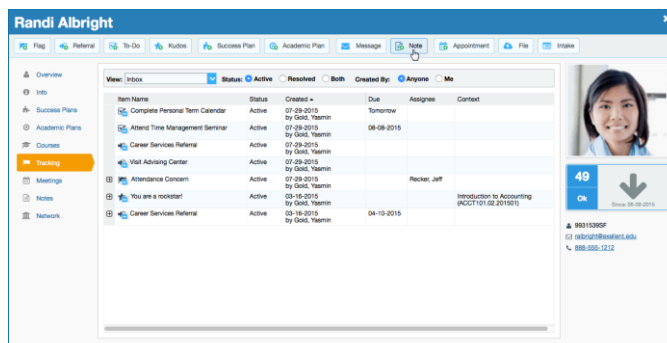 Randi Albright
Flag Referral To-Do Kudos Success Plan Academic Plan Message Note Appointment File Intake
Overview
Info
Success Plans
Academic Plans
Courses
Tracking
Meetings
Notes
Network
View: Inbox Status: Active Resolved Both Created By: Anyone Me
Item Name Status Created Due Assignee Context
Complete Personal Term Calendar Active 07-29-2015 Tomorrow
by Gold, Yasmin
Attend Time Management Seminar Active 07-29-2015 08-08-2015
by Gold, Yasmin
Career Services Referral Active 07-29-2015
by Gold, Yasmin
Visit Advising Center Active 07-29-2015
by Gold, Yasmin
Attendance Concern Active 07-29-2015 Recker, Jeff
by Gold, Yasmin
You are a rockstar! Active 03-16-2015 Introduction to Accounting
by Gold, Yasmin (ACCT101.02.201501)
Career Services Referral Active 03-16-2015 04-10-2015
by Gold, Yasmin
49
Ok
Since: 06-09-2015
99315395F
ralbright@exellent.edu
888-555-1212